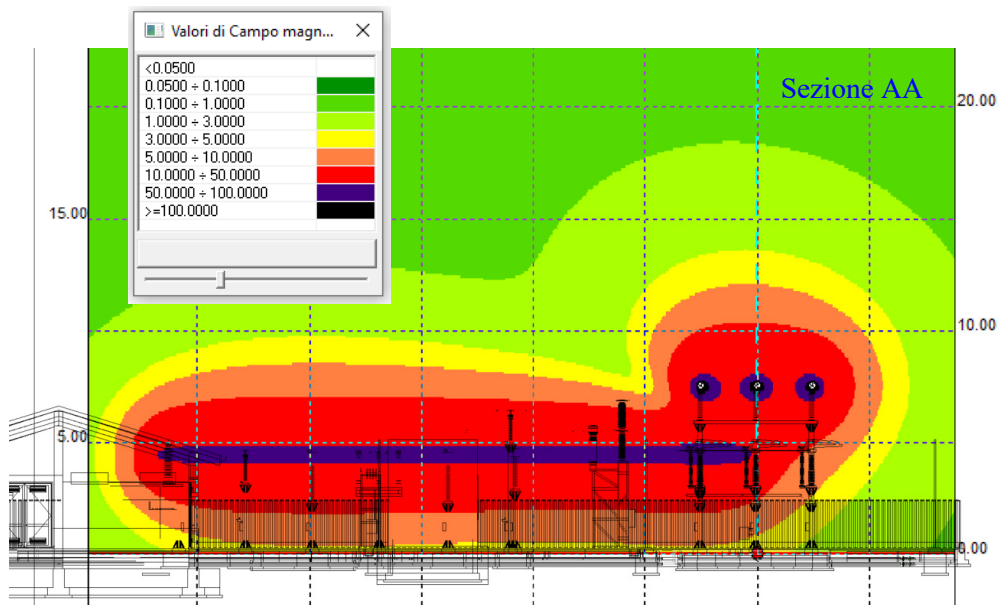 Valori di Campo magn...
<0.0500
0.0500 ÷ 0.1000
0.1000 ÷ 1.0000
1.0000 ÷ 3.0000
3.0000 ÷ 5.0000
5.0000 ÷ 10.0000
10.0000 ÷ 50.0000
50.0000 ÷ 100.0000
>=100.0000
Sezione AA
20.00
15.00
10.00
5.00